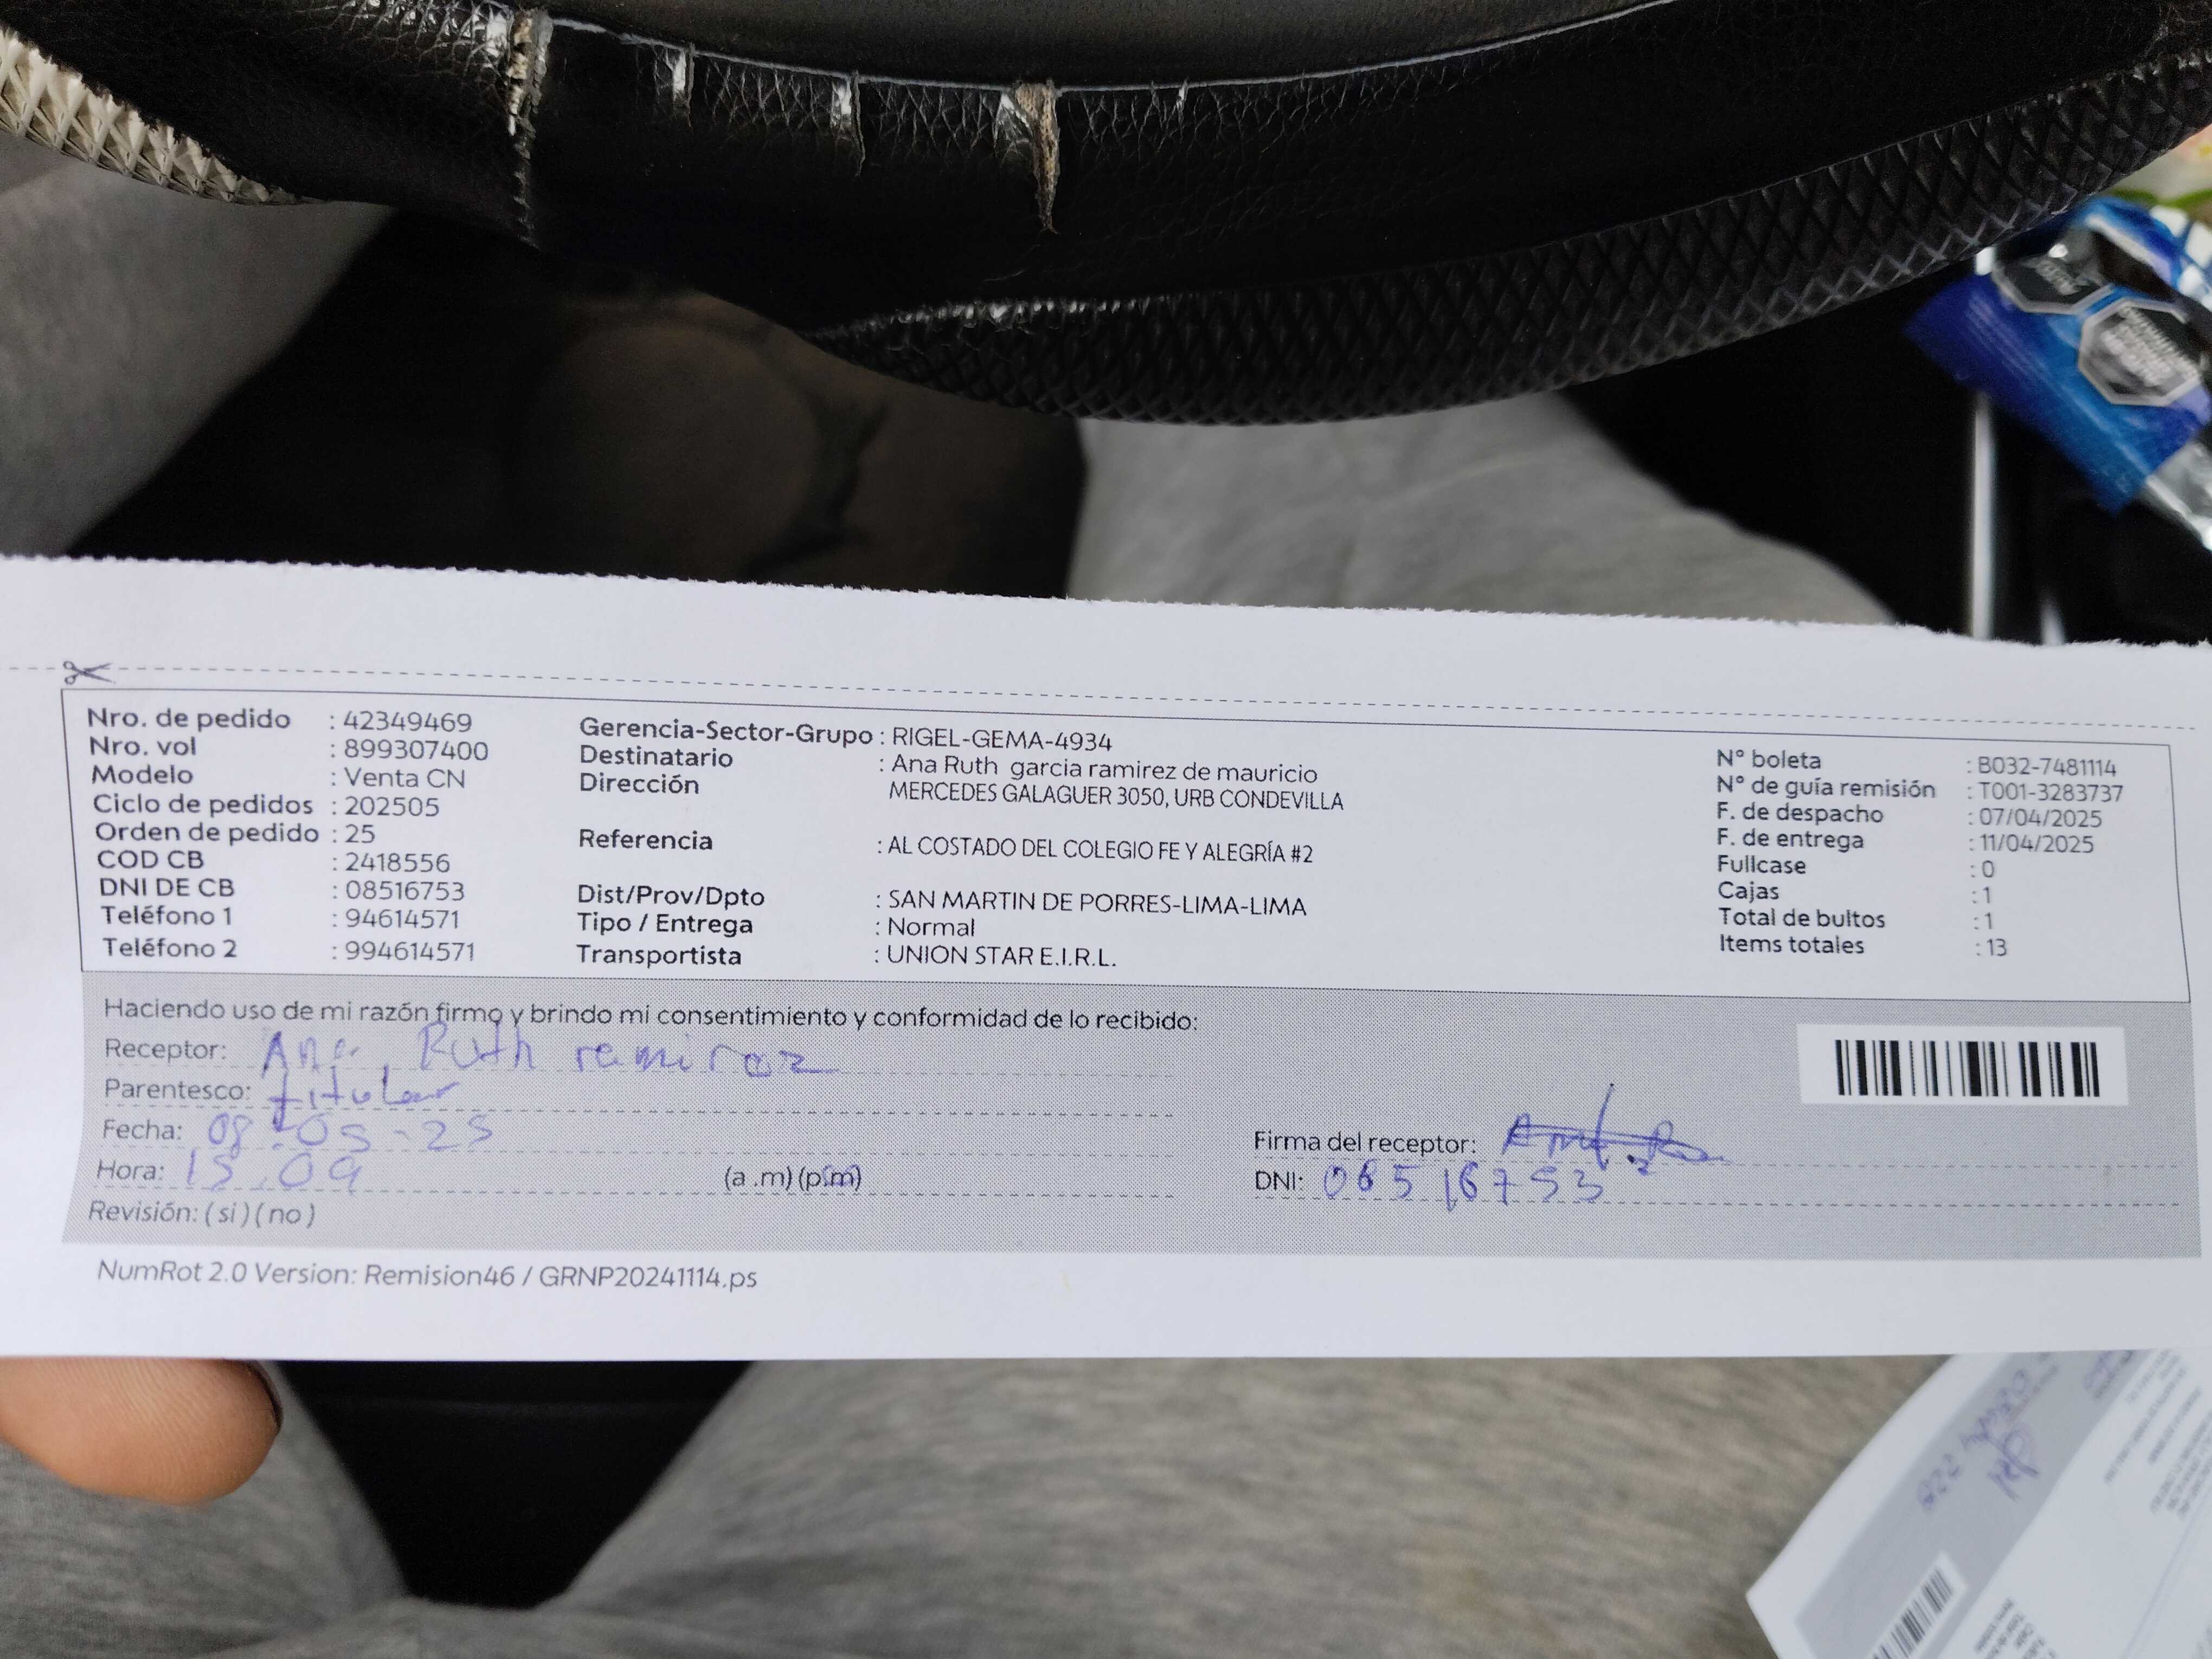 Nro. de pedido : 42349469
Nro. vol : 899307400
Modelo : Venta CN
Ciclo de pedidos : 202505
Orden de pedido : 25
COD CB : 2418556
DNI DE CB : 08516753
Teléfono 1 : 94614571
Teléfono 2 : 994614571
Gerencia-Sector-Grupo : RIGEL-GEMA-4934
Destinatario : Ana Ruth garcia ramirez de mauricio
Dirección MERCEDES GALAGUER 3050, URB CONDEVILLA
Referencia : AL COSTADO DEL COLEGIO FE Y ALEGRÍA #2
Dist/Prov/Dpto : SAN MARTIN DE PORRES-LIMA-LIMA
Tipo / Entrega : Normal
Transportista : UNION STAR E.I.R.L.
N° boleta : B032-7481114
N° de guía remisión : T001-3283737
F. de despacho : 07/04/2025
F. de entrega : 11/04/2025
Fullcase : 0
Cajas : 1
Total de bultos : 1
Items totales : 13
Haciendo uso de mi razón firmo y brindo mi consentimiento y conformidad de lo recibido:
Receptor: Ana Ruth ramirez
Parentesco: titular
Fecha: 08-05-25
Hora: 15.09 (a .m) (p.m)
Revisión: ( si ) ( no )
Firma del receptor:
DNI: 08516753
NumRot 2.0 Version: Remision46 / GRNP20241114.ps